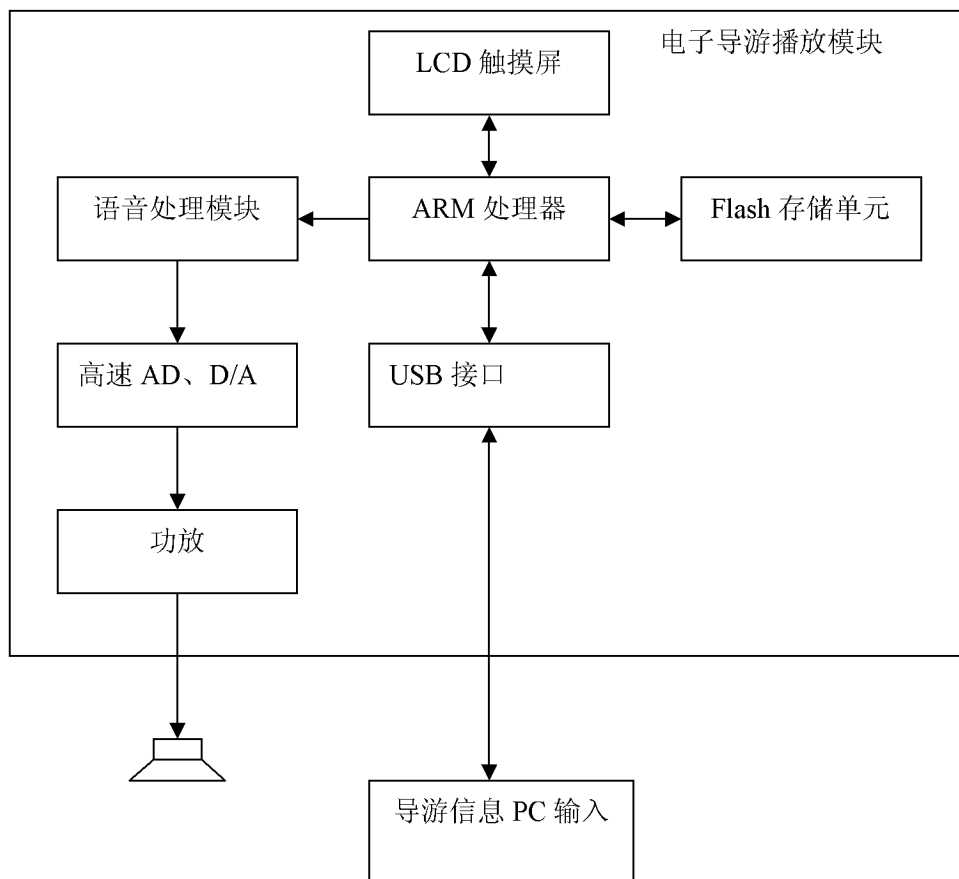 电子导游播放模块
LCD 触摸屏
语音处理模块
ARM 处理器
Flash 存储单元
高速 AD、D/A
USB 接口
功放
导游信息 PC 输入